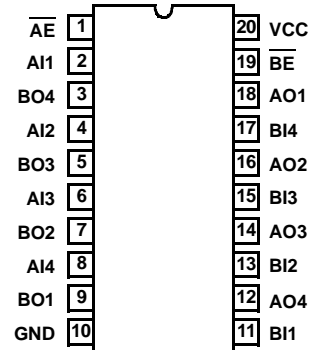 AE 1 20 VCC
AI1 2 19 BE
BO4 3 18 AO1
AI2 4 17 BI4
BO3 5 16 AO2
AI3 6 15 BI3
BO2 7 14 AO3
AI4 8 13 BI2
BO1 9 12 AO4
GND 10 11 BI1